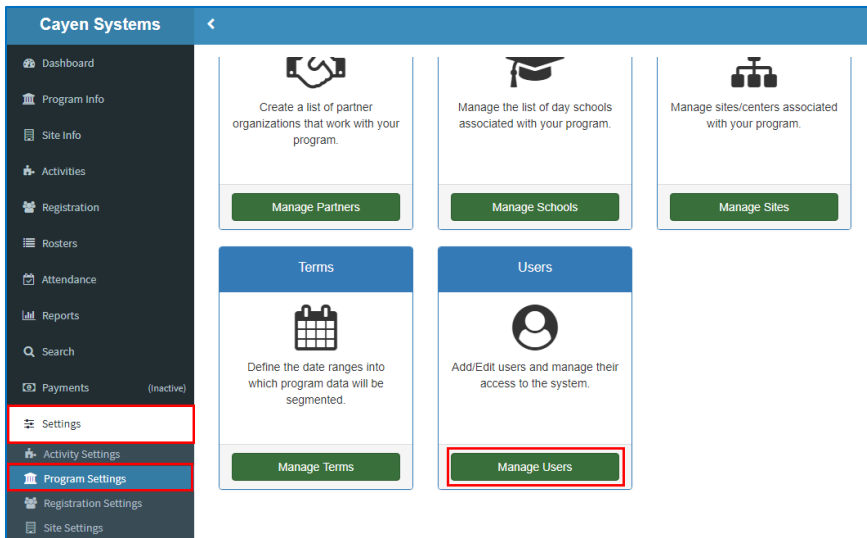 Cayen Systems
Dashboard
Program Info
Site Info
Activities
Registration
Rosters
Attendance
Reports
Search
Payments (Inactive)
Settings
Activity Settings
Program Settings
Registration Settings
Site Settings
Create a list of partner
organizations that work with your
program.
Manage Partners
Manage the list of day schools
associated with your program.
Manage Schools
Manage sites/centers associated
with your program.
Manage Sites
Terms
Define the date ranges into
which program data will be
segmented.
Manage Terms
Users
Add/Edit users and manage their
access to the system.
Manage Users